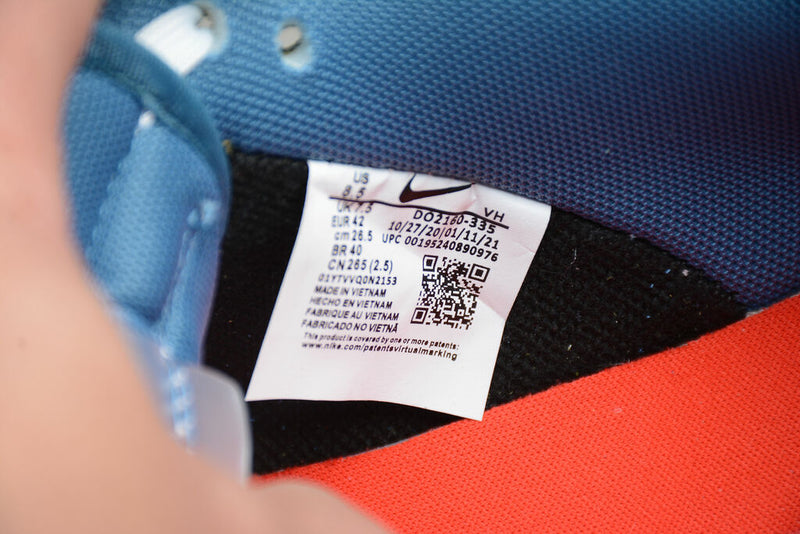 US
8.5
UK 7.5
EUR 42
cm 26.5
BR 40
CN 265 (2.5)
01YTVVQ0N2153
MADE IN VIETNAM
HECHO EN VIETNAM
FABRIQUE AU VIETNAM
FABRICADO NO VIETNÃ
This product is covered by one or more patents:
www.nike.com/patentsvirtualmarking
VH
DO2160-335
10/27/20 01/11/21
UPC 00195240890976